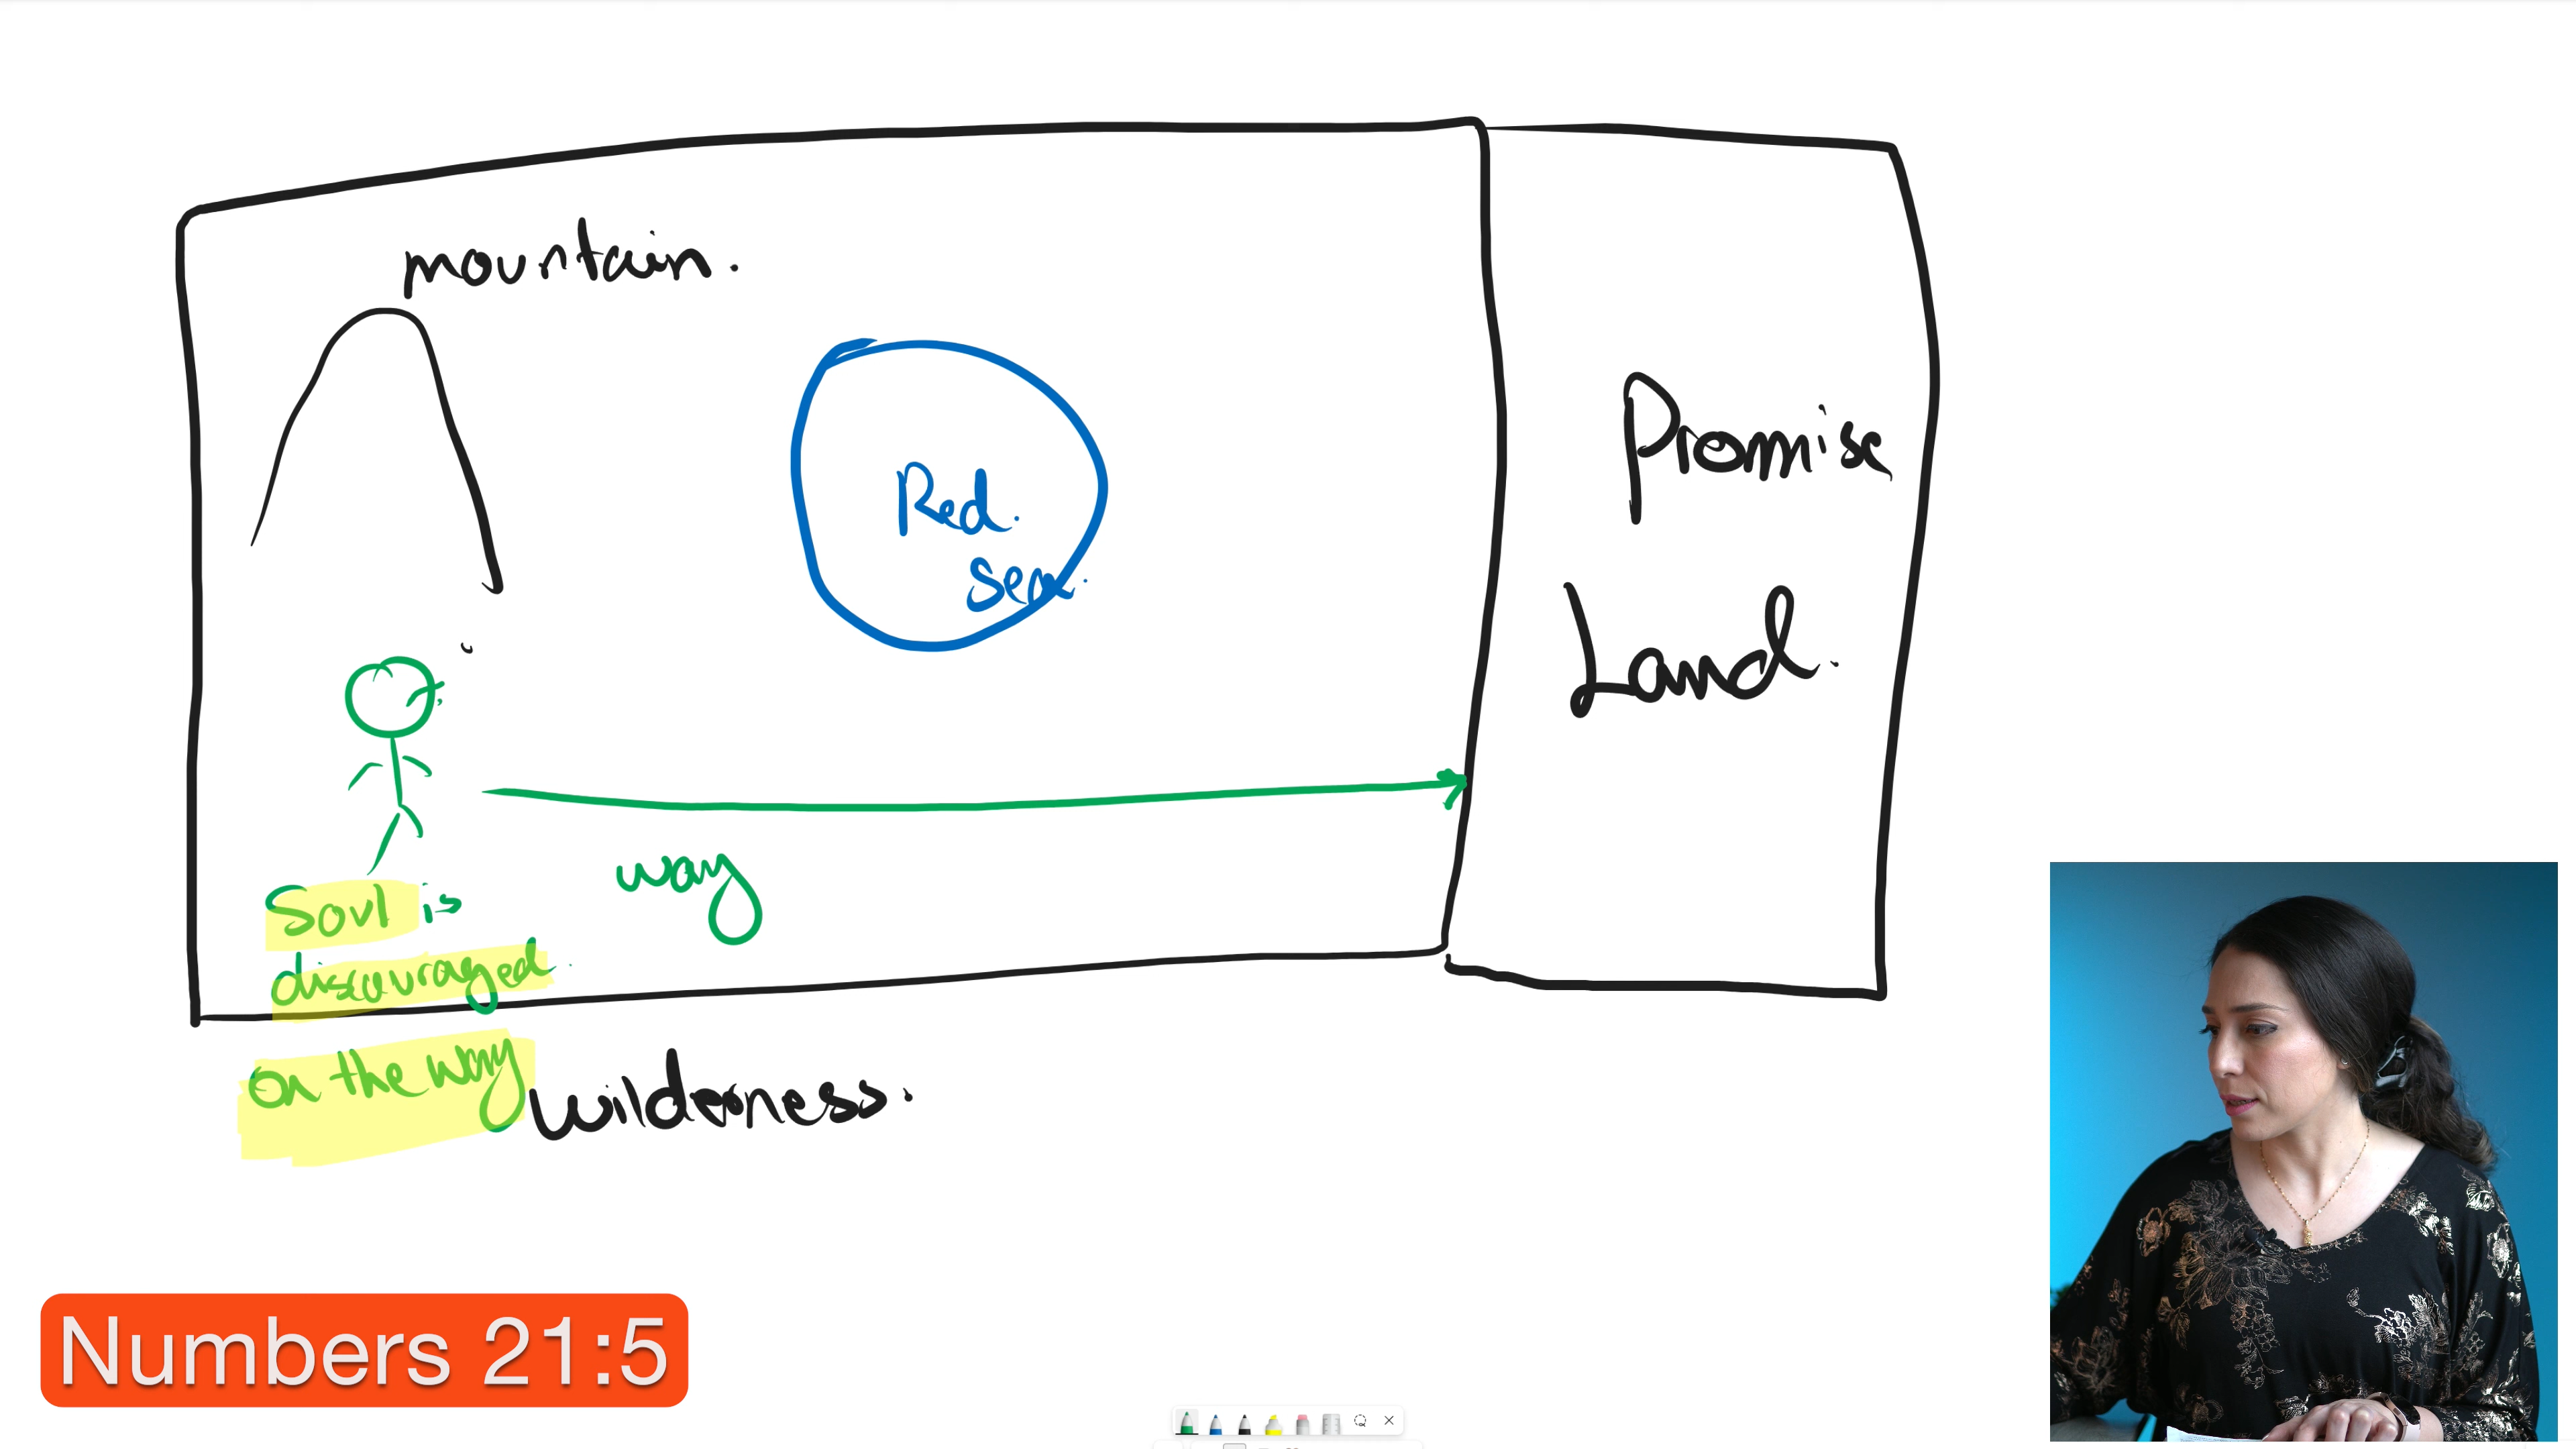 mountain.
Red.
Sea.
Promise
Land.
way
Soul is
discouraged.
on the way
wilderness.
Numbers 21:5